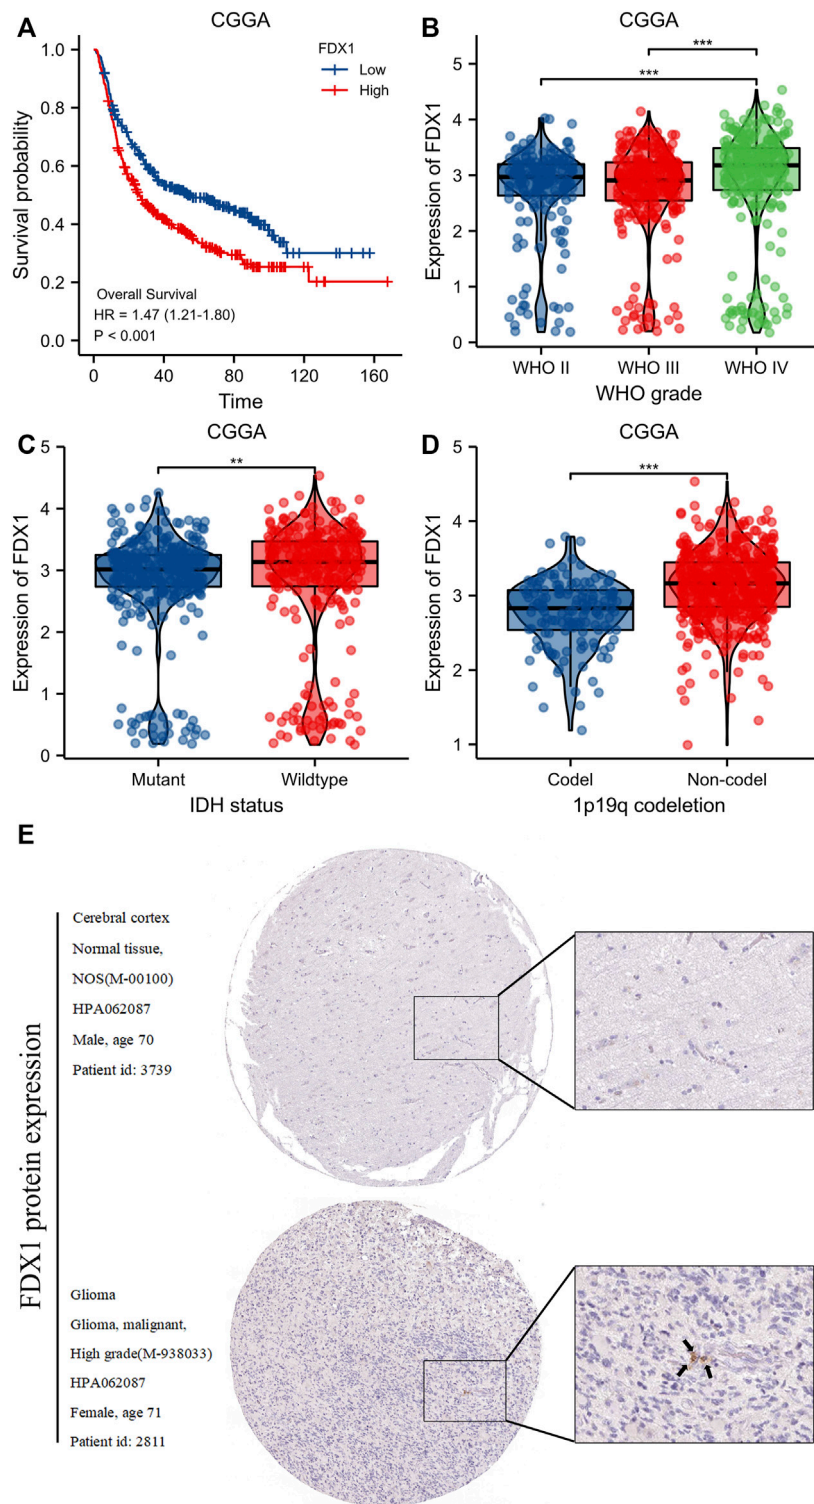 A
CGGA
FDX1
Low
High
Survival probability
1.0
0.8
0.6
0.4
0.2
0.0
Overall Survival
HR = 1.47 (1.21-1.80)
P < 0.001
0
40
80
120
160
Time
B
CGGA
***
***
Expression of FDX1
5
4
3
2
1
0
WHO II
WHO III
WHO IV
WHO grade
C
CGGA
**
Expression of FDX1
5
4
3
2
1
0
Mutant
Wildtype
IDH status
D
CGGA
***
Expression of FDX1
5
4
3
2
1
Codel
Non-codel
1p19q codeletion
E
FDX1 protein expression
Cerebral cortex
Normal tissue,
NOS(M-00100)
HPA062087
Male, age 70
Patient id: 3739
Glioma
Glioma, malignant,
High grade(M-938033)
HPA062087
Female, age 71
Patient id: 2811